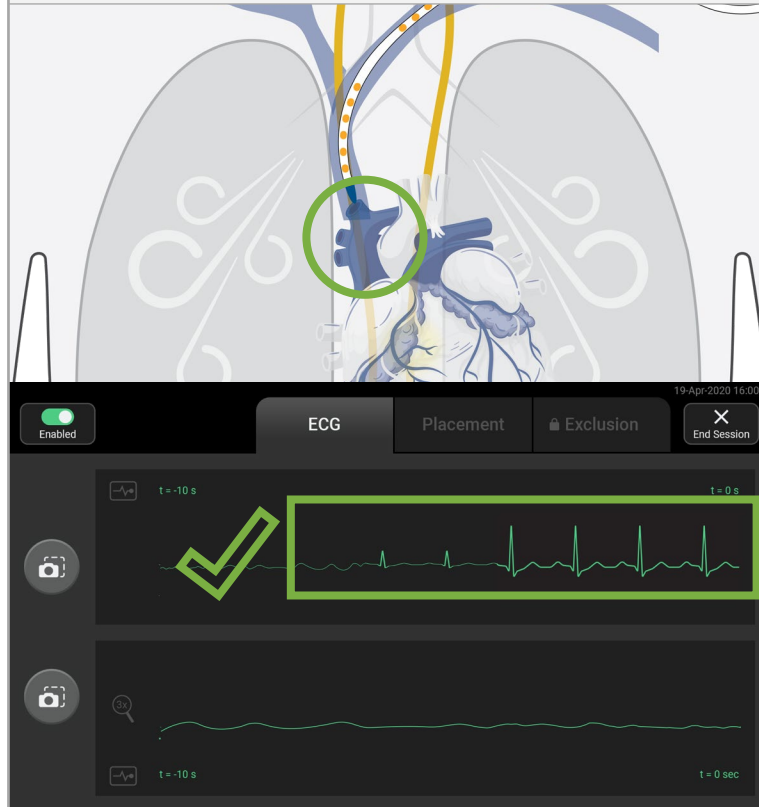 19-Apr-2020 16:00
Enabled
ECG
Placement
Exclusion
End Session
t = -10 s
t = 0 s
3x
t = -10 s
t = 0 sec